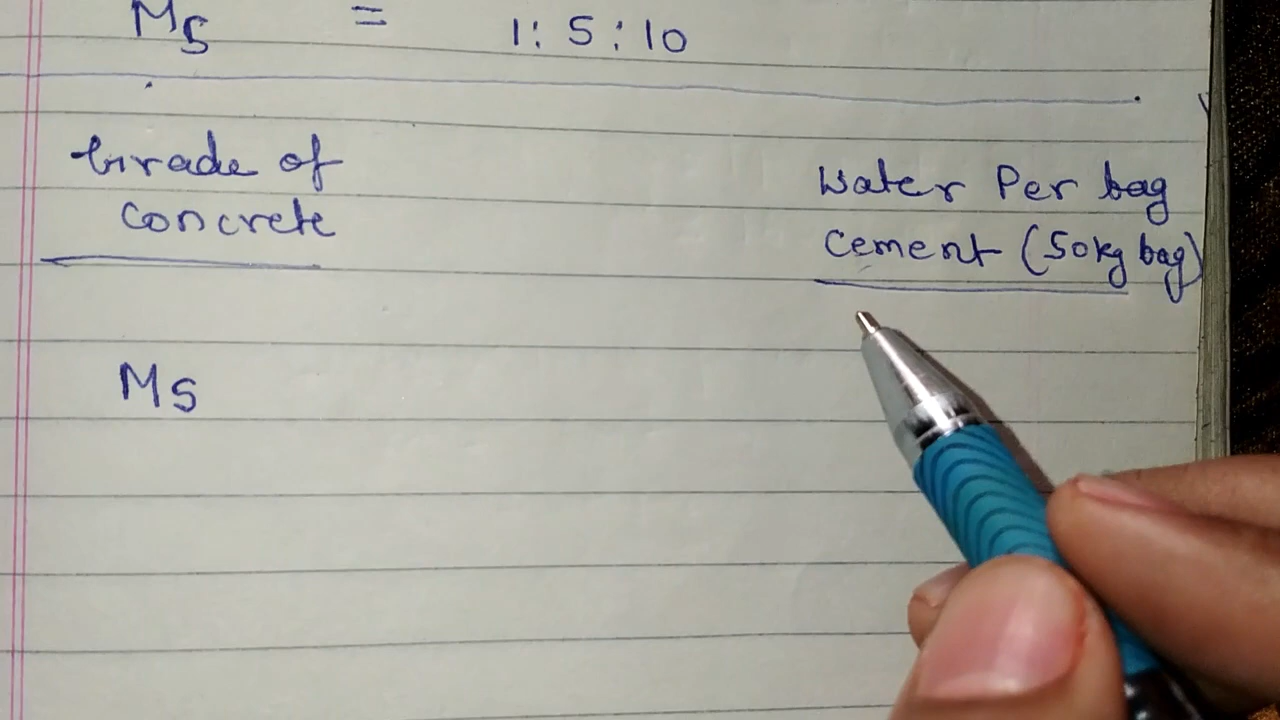 M5 = 1: 5 : 10
Grade of
concrete
Water Per bag
cement (50kg bag)
M5